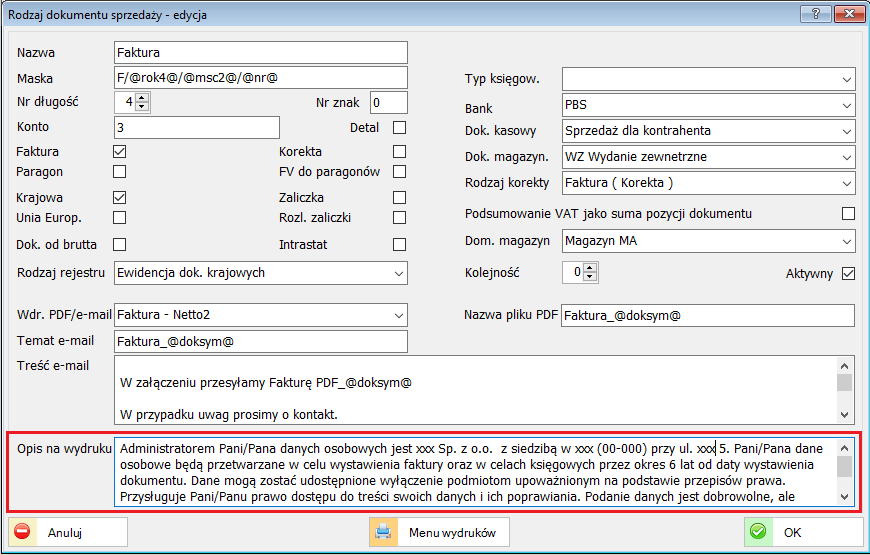 Rodzaj dokumentu sprzedaży - edycja
Nazwa Faktura
Maska F/@rok4@/@msc2@/@nr@
Nr długość 4 Nr znak 0
Konto 3 Detal
Faktura Korekta
Paragon FV do paragonów
Krajowa Zaliczka
Unia Europ. Rozl. zaliczki
Dok. od brutta Intrastat
Rodzaj rejestru Ewidencja dok. krajowych
Typ księgow.
Bank PBS
Dok. kasowy Sprzedaż dla kontrahenta
Dok. magazyn. WZ Wydanie zewnetrzne
Rodzaj korekty Faktura ( Korekta )
Podsumowanie VAT jako suma pozycji dokumentu
Dom. magazyn Magazyn MA
Kolejność 0 Aktywny
Wdr. PDF/e-mail Faktura - Netto2 Nazwa pliku PDF Faktura_@doksym@
Temat e-mail Faktura_@doksym@
Treść e-mail
W załączeniu przesyłamy Fakturę PDF_@doksym@
W przypadku uwag prosimy o kontakt.
Opis na wydruku Administratorem Pani/Pana danych osobowych jest xxx Sp. z o.o. z siedzibą w xxx (00-000) przy ul. xxx 5. Pani/Pana dane
osobowe będą przetwarzane w celu wystawienia faktury oraz w celach księgowych przez okres 6 lat od daty wystawienia
dokumentu. Dane mogą zostać udostępnione wyłączenie podmiotom upoważnionym na podstawie przepisów prawa.
Przysługuje Pani/Panu prawo dostępu do treści swoich danych i ich poprawiania. Podanie danych jest dobrowolne, ale
Anuluj Menu wydruków OK